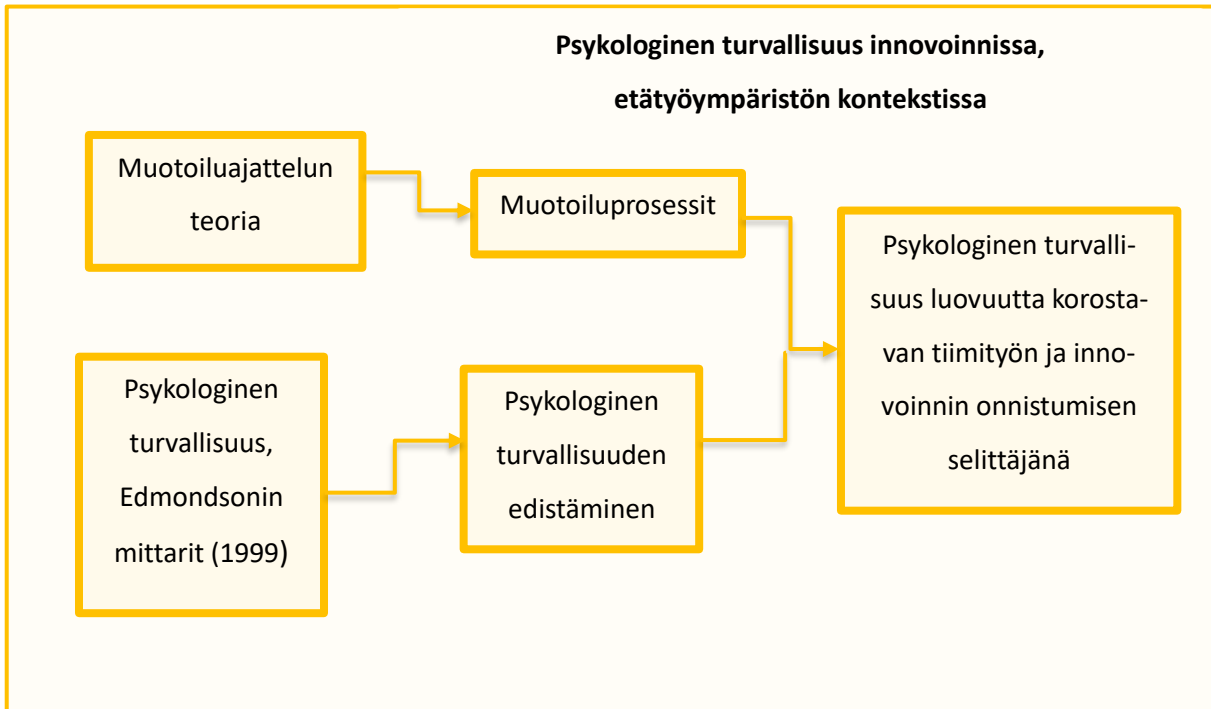 Psykologinen turvallisuus innovoinnissa,
etätyöympäristön kontekstissa
Muotoiluajattelun
teoria
Muotoiluprosessit
Psykologinen turvalli-
suus luovuutta korosta-
van tiimityön ja inno-
voinnin onnistumisen
selittäjänä
Psykologinen
turvallisuus,
Edmondsonin
mittarit (1999)
Psykologinen
turvallisuuden
edistäminen